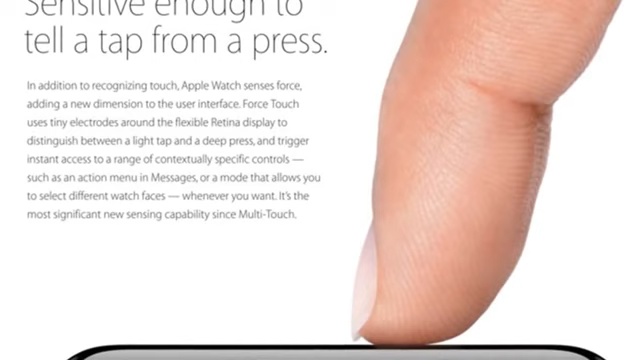 Sensitive enough to
tell a tap from a press.
In addition to recognizing touch, Apple Watch senses force,
adding a new dimension to the user interface. Force Touch
uses tiny electrodes around the flexible Retina display to
distinguish between a light tap and a deep press, and trigger
instant access to a range of contextually specific controls —
such as an action menu in Messages, or a mode that allows you
to select different watch faces — whenever you want. It's the
most significant new sensing capability since Multi-Touch.